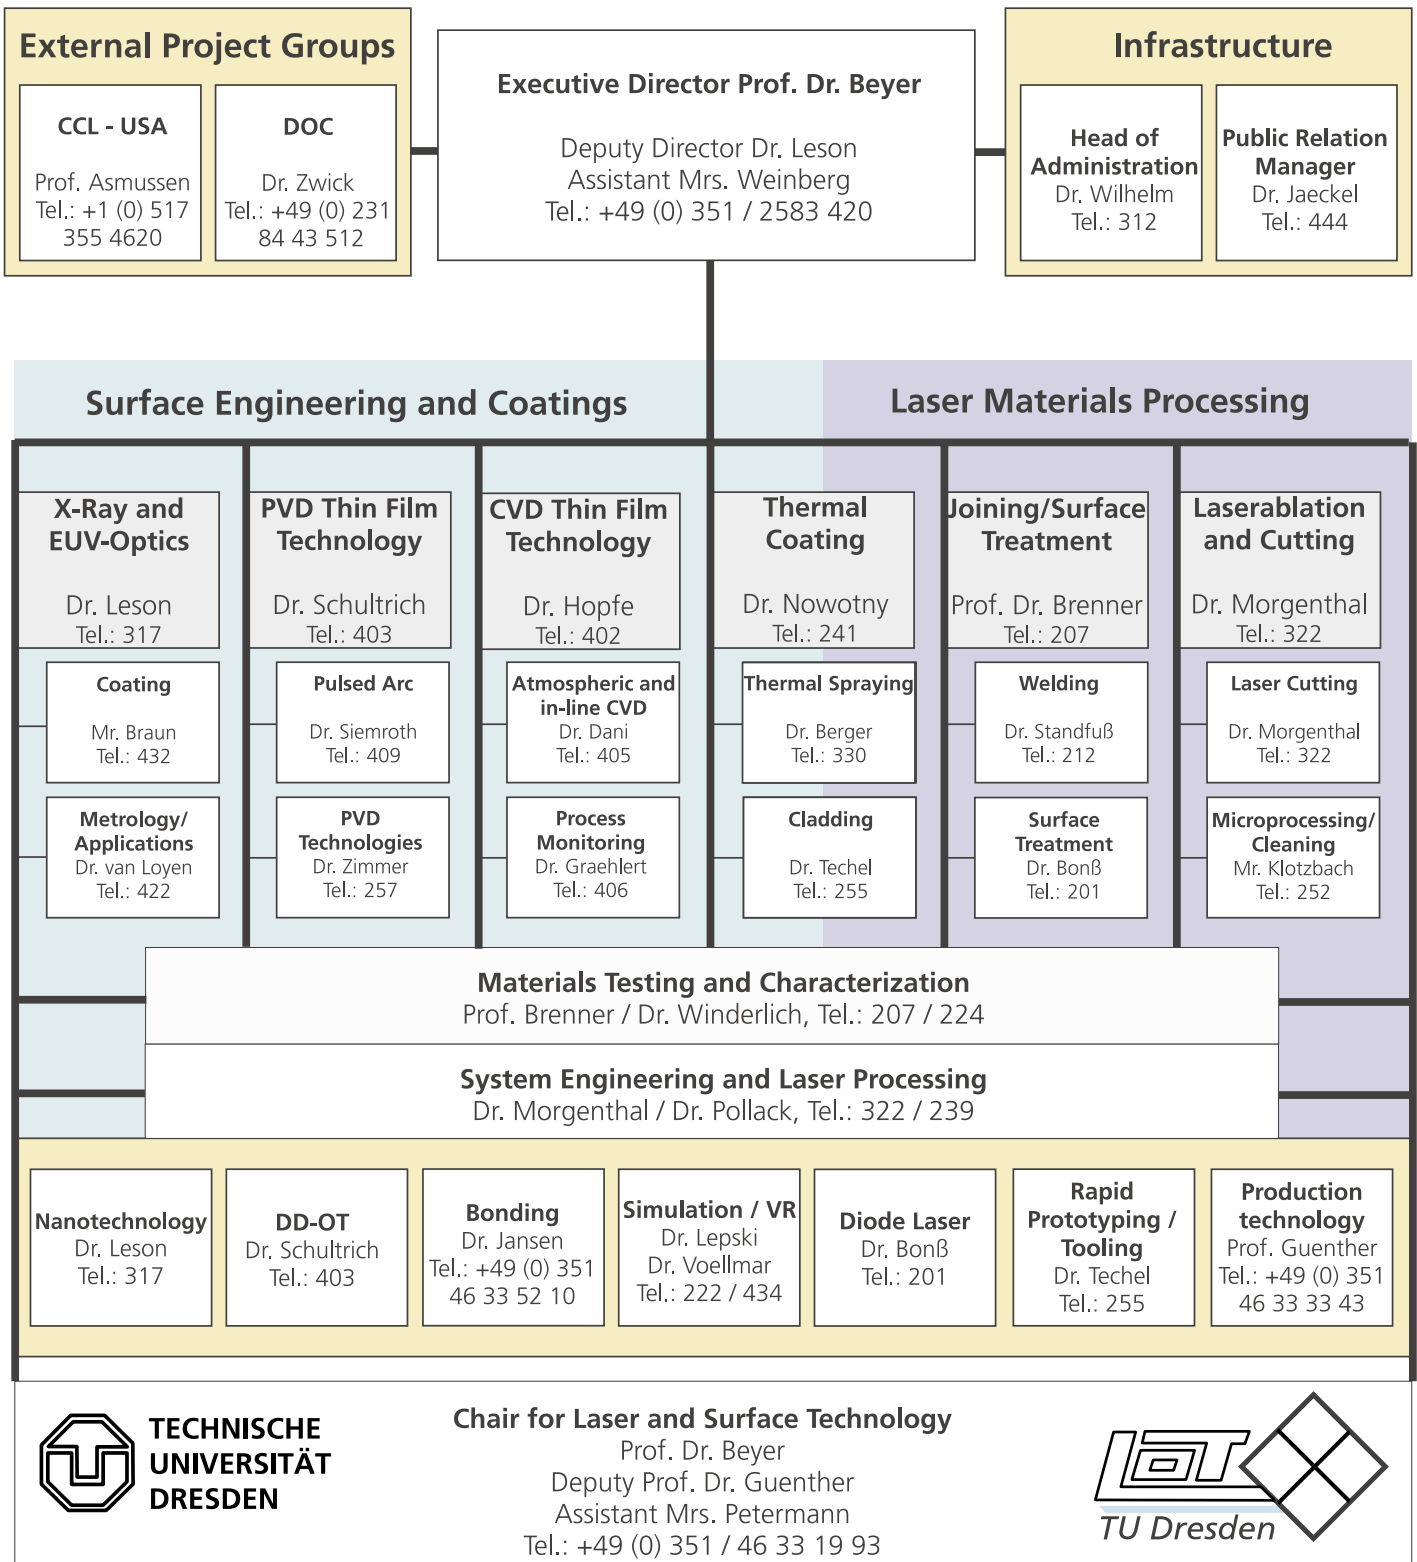 External Project Groups
CCL - USA
Prof. Asmussen
Tel.: +1 (0) 517
355 4620
DOC
Dr. Zwick
Tel.: +49 (0) 231
84 43 512
Executive Director Prof. Dr. Beyer
Deputy Director Dr. Leson
Assistant Mrs. Weinberg
Tel.: +49 (0) 351 / 2583 420
Infrastructure
Head of
Administration
Dr. Wilhelm
Tel.: 312
Public Relation
Manager
Dr. Jaeckel
Tel.: 444
Surface Engineering and Coatings
Laser Materials Processing
X-Ray and
EUV-Optics
Dr. Leson
Tel.: 317
PVD Thin Film
Technology
Dr. Schultrich
Tel.: 403
CVD Thin Film
Technology
Dr. Hopfe
Tel.: 402
Thermal
Coating
Dr. Nowotny
Tel.: 241
Joining/Surface
Treatment
Prof. Dr. Brenner
Tel.: 207
Laserablation
and Cutting
Dr. Morgenthal
Tel.: 322
Coating
Mr. Braun
Tel.: 432
Pulsed Arc
Dr. Siemroth
Tel.: 409
Atmospheric and
in-line CVD
Dr. Dani
Tel.: 405
Thermal Spraying
Dr. Berger
Tel.: 330
Welding
Dr. Standfuß
Tel.: 212
Laser Cutting
Dr. Morgenthal
Tel.: 322
Metrology/
Applications
Dr. van Loyen
Tel.: 422
PVD
Technologies
Dr. Zimmer
Tel.: 257
Process
Monitoring
Dr. Graehlert
Tel.: 406
Cladding
Dr. Techel
Tel.: 255
Surface
Treatment
Dr. Bonß
Tel.: 201
Microprocessing/
Cleaning
Mr. Klotzbach
Tel.: 252
Materials Testing and Characterization
Prof. Brenner / Dr. Winderlich, Tel.: 207 / 224
System Engineering and Laser Processing
Dr. Morgenthal / Dr. Pollack, Tel.: 322 / 239
Nanotechnology
Dr. Leson
Tel.: 317
DD-OT
Dr. Schultrich
Tel.: 403
Bonding
Dr. Jansen
Tel.: +49 (0) 351
46 33 52 10
Simulation / VR
Dr. Lepski
Dr. Voellmar
Tel.: 222 / 434
Diode Laser
Dr. Bonß
Tel.: 201
Rapid
Prototyping /
Tooling
Dr. Techel
Tel.: 255
Production
technology
Prof. Guenther
Tel.: +49 (0) 351
46 33 33 43
TECHNISCHE
UNIVERSITÄT
DRESDEN
Chair for Laser and Surface Technology
Prof. Dr. Beyer
Deputy Prof. Dr. Guenther
Assistant Mrs. Petermann
Tel.: +49 (0) 351 / 46 33 19 93
LOT
TU Dresden